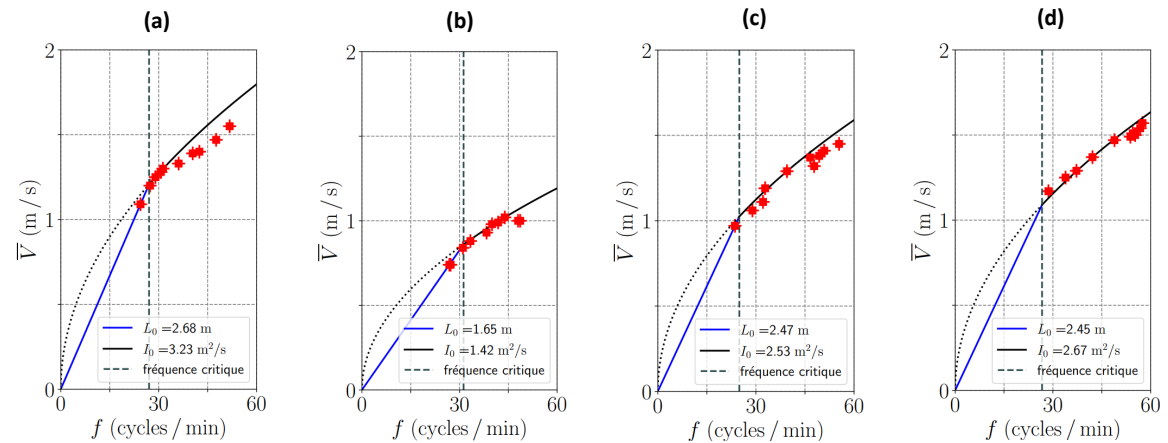 (a)
2
1
0
0
30
60
V (m / s)
f (cycles / min)
L₀ =2.68 m
I₀ =3.23 m²/s
fréquence critique
(b)
2
1
0
0
30
60
V (m / s)
f (cycles / min)
L₀ =1.65 m
I₀ =1.42 m²/s
fréquence critique
(c)
2
1
0
0
30
60
V (m / s)
f (cycles / min)
L₀ =2.47 m
I₀ =2.53 m²/s
fréquence critique
(d)
2
1
0
0
30
60
V (m / s)
f (cycles / min)
L₀ =2.45 m
I₀ =2.67 m²/s
fréquence critique